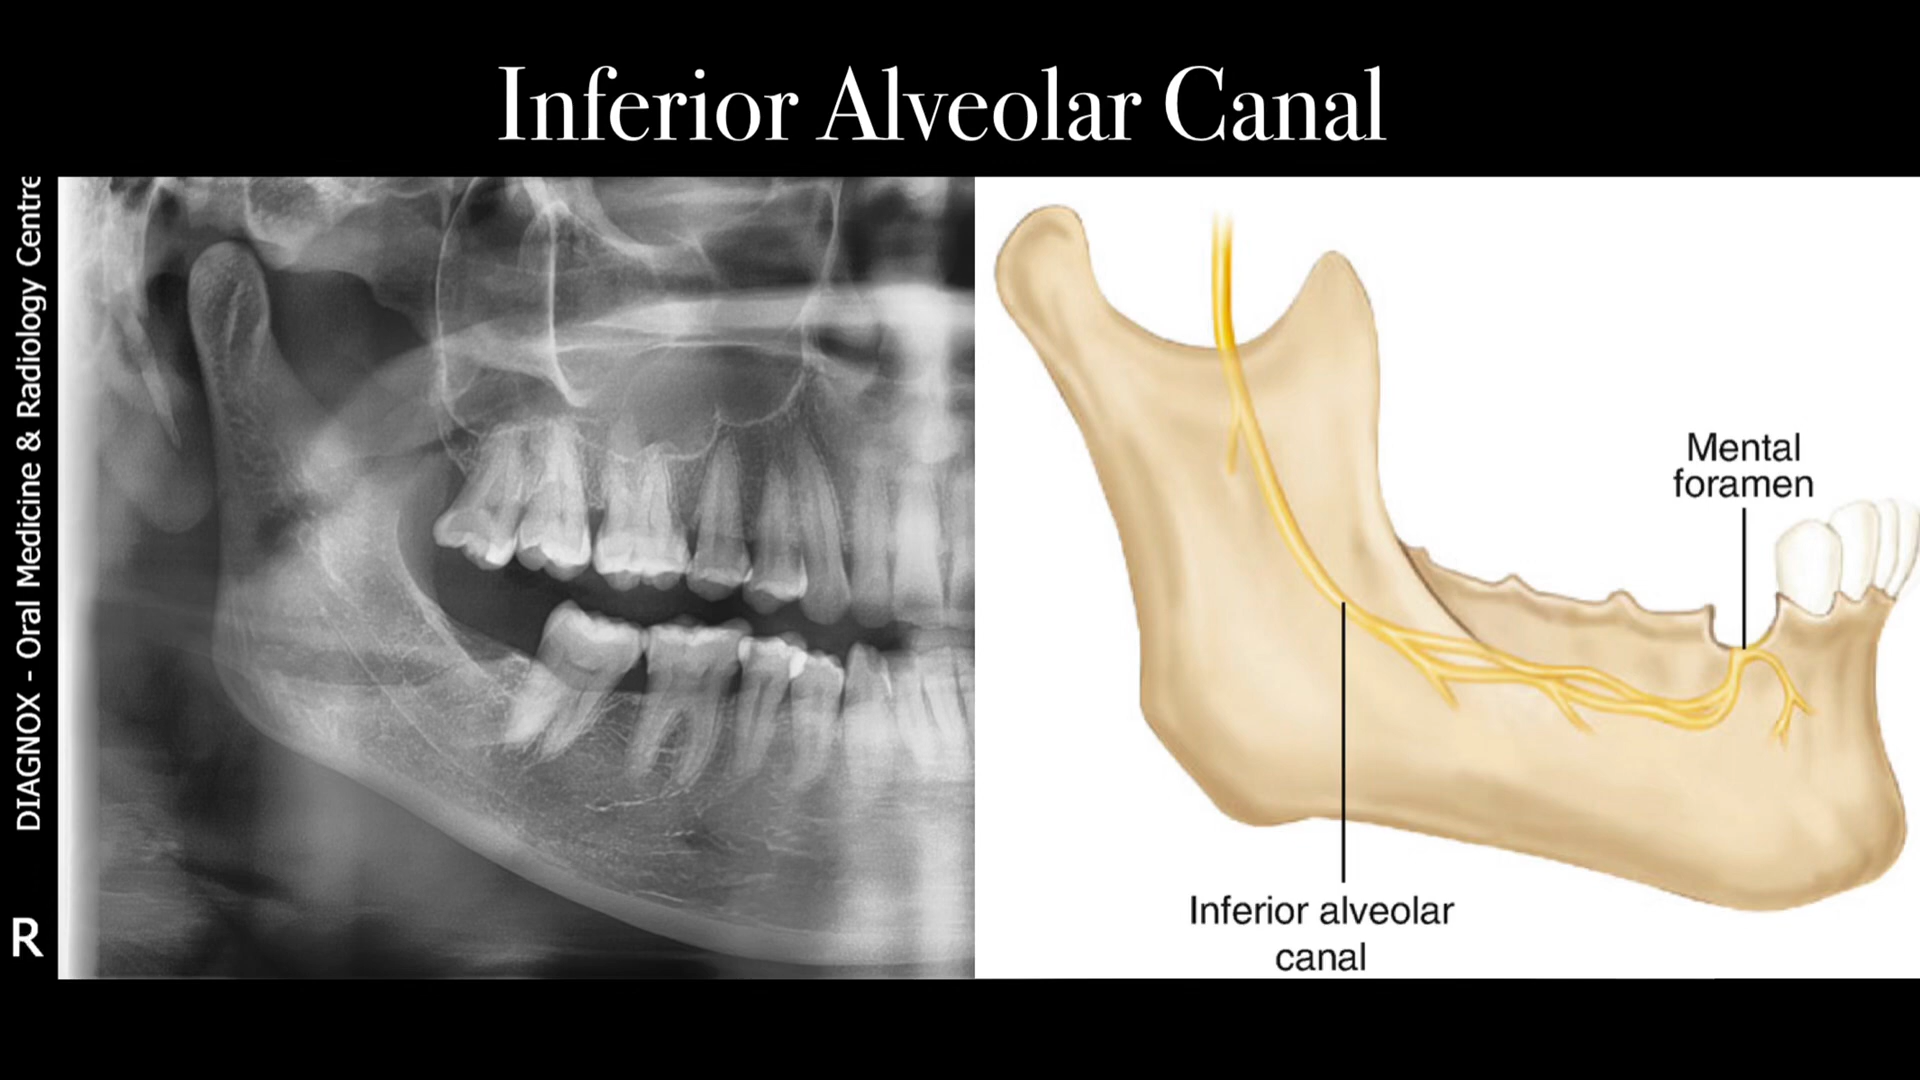 Inferior Alveolar Canal
DIAGNOX - Oral Medicine & Radiology Centre
R
Mental
foramen
Inferior alveolar
canal